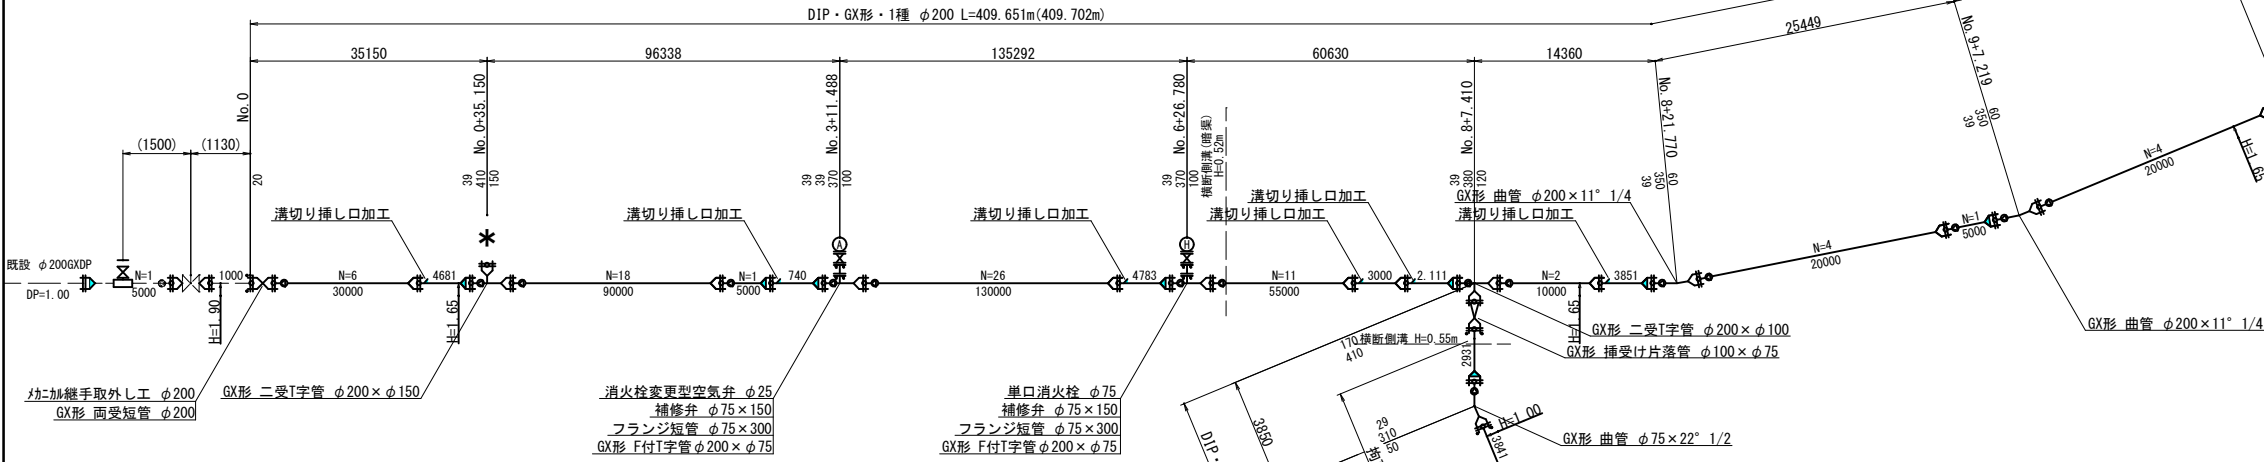 DIP・GX形・1種 φ200 L=409.651m(409.702m)
25449
35150
96338
135292
60630
14360
No.0
No.0+35.150
No.3+11.488
No.6+26.780
横断側溝(暗渠)
H=0.52m
No.8+7.410
No.8+21.770
No.9+7.219
(1500)
(1130)
20
39
410
150
39
39
370
100
39
370
100
39
380
120
39
350
60
39
350
60
溝切り挿し口加工
溝切り挿し口加工
溝切り挿し口加工
溝切り挿し口加工
溝切り挿し口加工
GX形 曲管 φ200×11° 1/4
溝切り挿し口加工
A
H
既設 φ200GXDP
DP=1.00
N=1
5000
1000
H=1.90
N=6
30000
4681
H=1.65
N=18
90000
N=1
5000
740
N=26
130000
4783
N=11
55000
3000
2.111
N=2
10000
3851
H=1.65
N=4
20000
N=1
5000
N=4
20000
H=1.65
GX形 曲管 φ200×11° 1/4
GX形 二受T字管 φ200×φ100
GX形 挿受け片落管 φ100×φ75
横断側溝 H=0.55m
170
410
2931
メカニカル継手取外し工 φ200
GX形 両受短管 φ200
GX形 二受T字管 φ200×φ150
消火栓変更型空気弁 φ25
補修弁 φ75×150
フランジ短管 φ75×300
GX形 F付T字管φ200×φ75
単口消火栓 φ75
補修弁 φ75×150
フランジ短管 φ75×300
GX形 F付T字管φ200×φ75
DIP・
3850
29
310
50
H=1.00
3841
GX形 曲管 φ75×22° 1/2